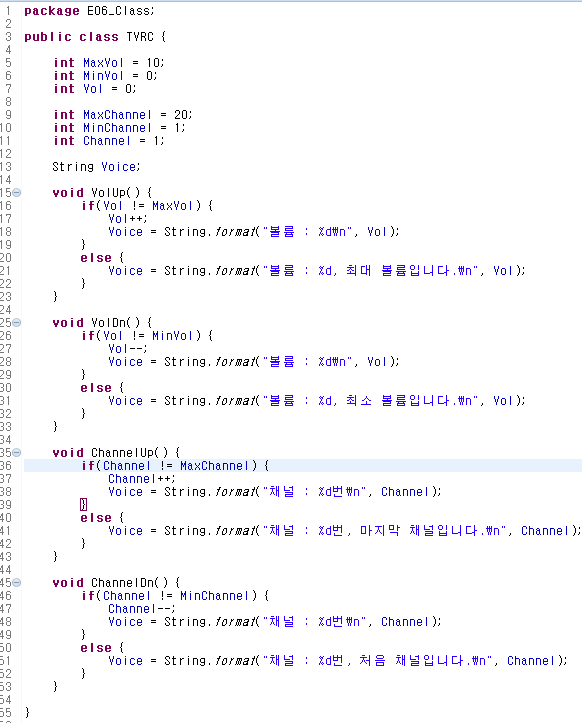 1 package E06_Class;
2
3 public class TVRC {
4
5     int MaxVol = 10;
6     int MinVol = 0;
7     int Vol = 0;
8
9     int MaxChannel = 20;
10     int MinChannel = 1;
11     int Channel = 1;
12
13     String Voice;
14
15     void VolUp() {
16         if(Vol != MaxVol) {
17             Vol++;
18             Voice = String.format("볼륨 : %d₩n", Vol);
19         }
20         else {
21             Voice = String.format("볼륨 : %d, 최대 볼륨입니다.₩n", Vol);
22         }
23     }
24
25     void VolDn() {
26         if(Vol != MinVol) {
27             Vol--;
28             Voice = String.format("볼륨 : %d₩n", Vol);
29         }
30         else {
31             Voice = String.format("볼륨 : %d, 최소 볼륨입니다.₩n", Vol);
32         }
33     }
34
35     void ChannelUp() {
36         if(Channel != MaxChannel) {
37             Channel++;
38             Voice = String.format("채널 : %d번₩n", Channel);
39         }
40         else {
41             Voice = String.format("채널 : %d번, 마지막 채널입니다.₩n", Channel);
42         }
43     }
44
45     void ChannelDn() {
46         if(Channel != MinChannel) {
47             Channel--;
48             Voice = String.format("채널 : %d번₩n", Channel);
49         }
50         else {
51             Voice = String.format("채널 : %d번, 처음 채널입니다.₩n", Channel);
52         }
53     }
54
55 }